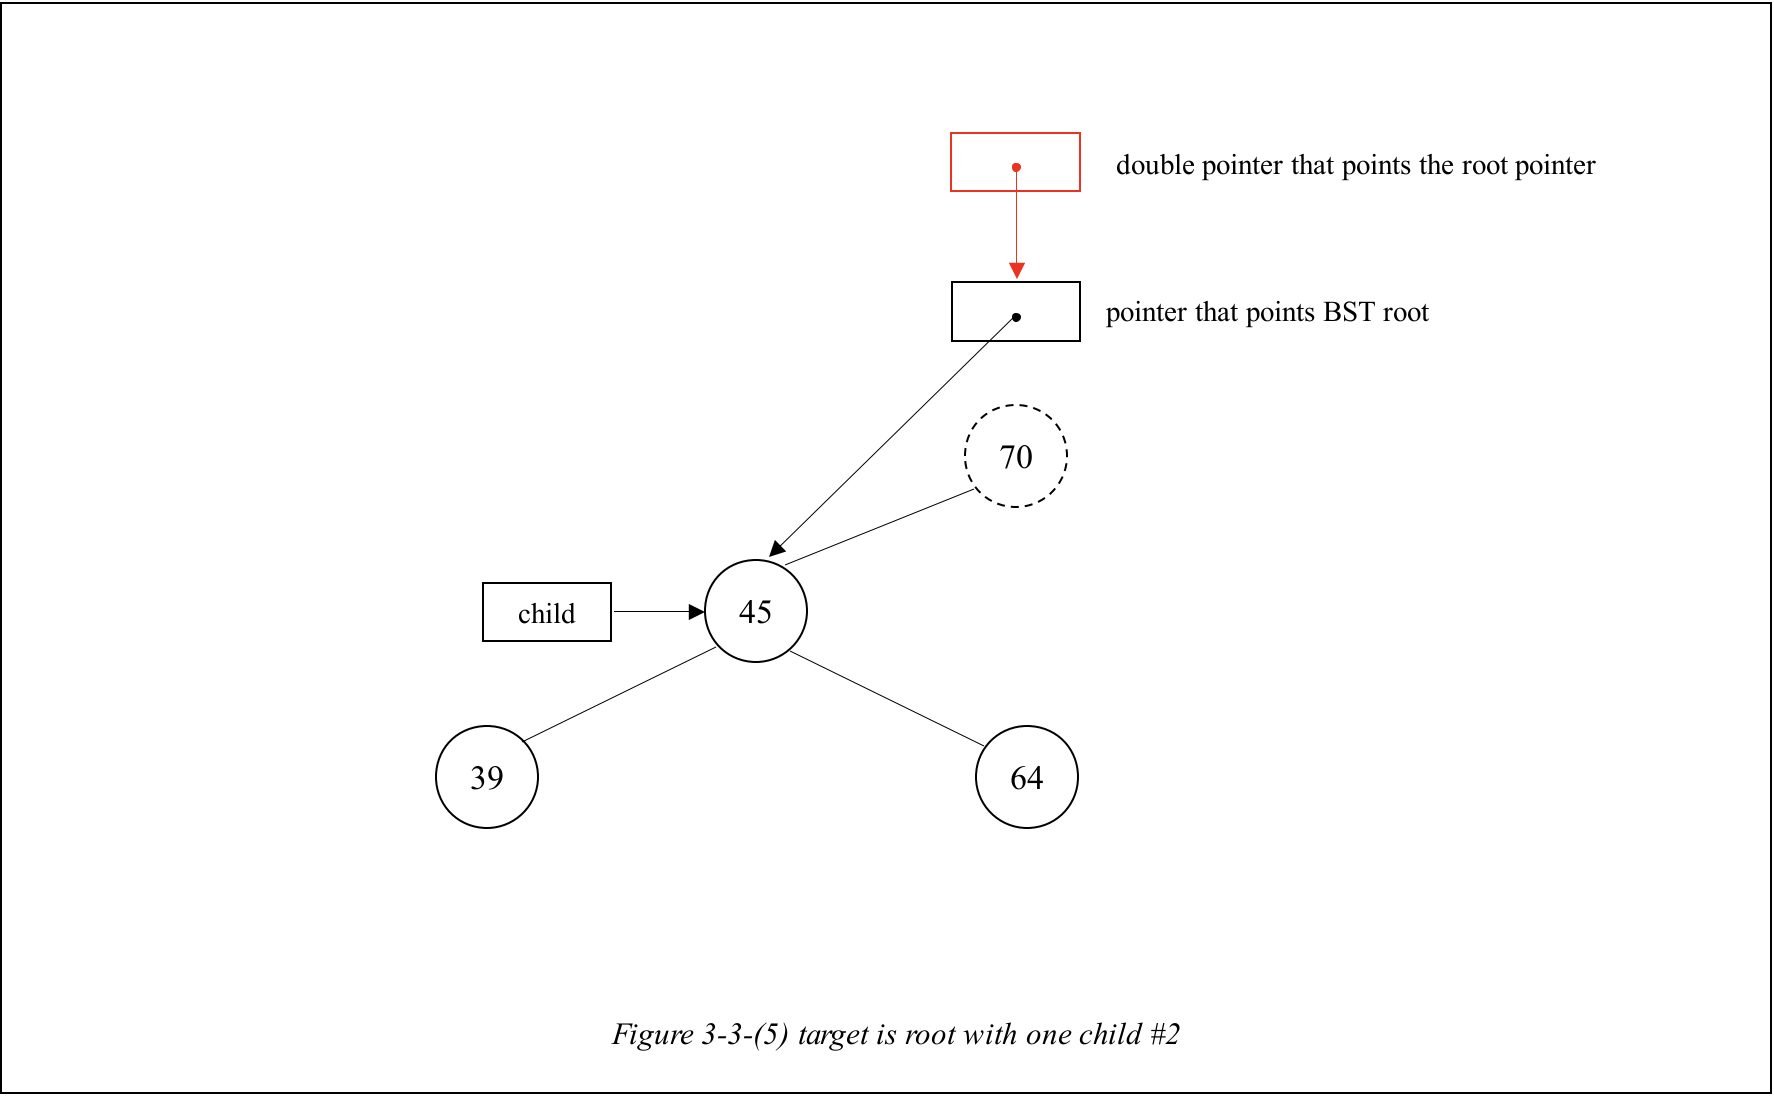 double pointer that points the root pointer
pointer that points BST root
70
child
45
39
64
Figure 3-3-(5) target is root with one child #2